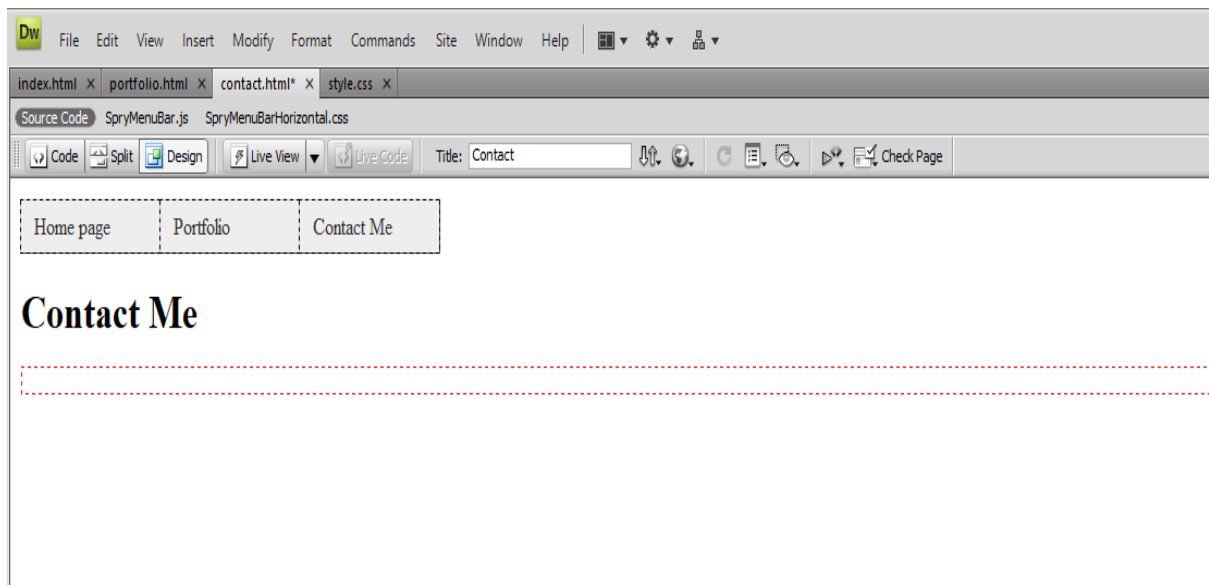 Dw File Edit View Insert Modify Format Commands Site Window Help
index.html × portfolio.html × contact.html* × style.css ×
Source Code SpryMenuBar.js SpryMenuBarHorizontal.css
Code Split Design Live View Live Code Title: Contact Check Page
Home page Portfolio Contact Me
Contact Me